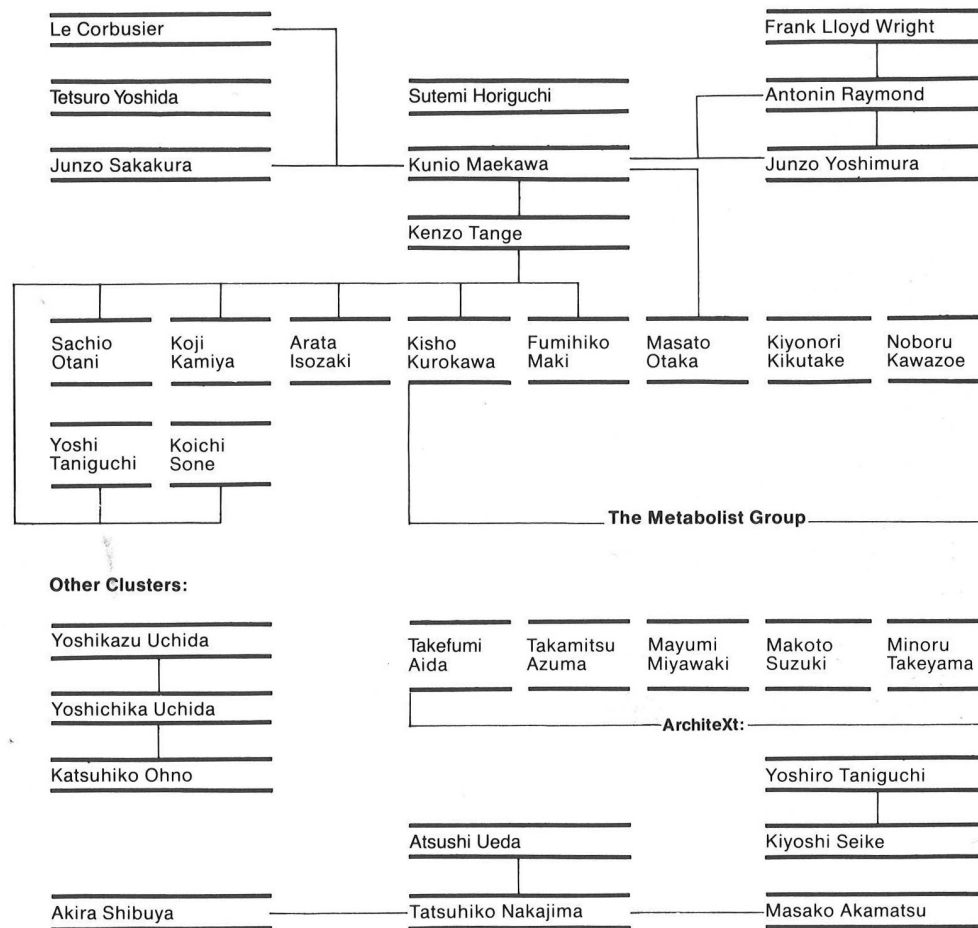 Le Corbusier
Frank Lloyd Wright
Tetsuro Yoshida
Sutemi Horiguchi
Antonin Raymond
Junzo Sakakura
Kunio Maekawa
Junzo Yoshimura
Kenzo Tange
Sachio
Otani
Koji
Kamiya
Arata
Isozaki
Kisho
Kurokawa
Fumihiko
Maki
Masato
Otaka
Kiyonori
Kikutake
Noboru
Kawazoe
Yoshi
Taniguchi
Koichi
Sone
The Metabolist Group
Other Clusters:
Yoshikazu Uchida
Yoshichika Uchida
Katsuhiko Ohno
Takefumi
Aida
Takamitsu
Azuma
Mayumi
Miyawaki
Makoto
Suzuki
Minoru
Takeyama
ArchiteXt:
Yoshiro Taniguchi
Atsushi Ueda
Kiyoshi Seike
Akira Shibuya
Tatsuhiko Nakajima
Masako Akamatsu